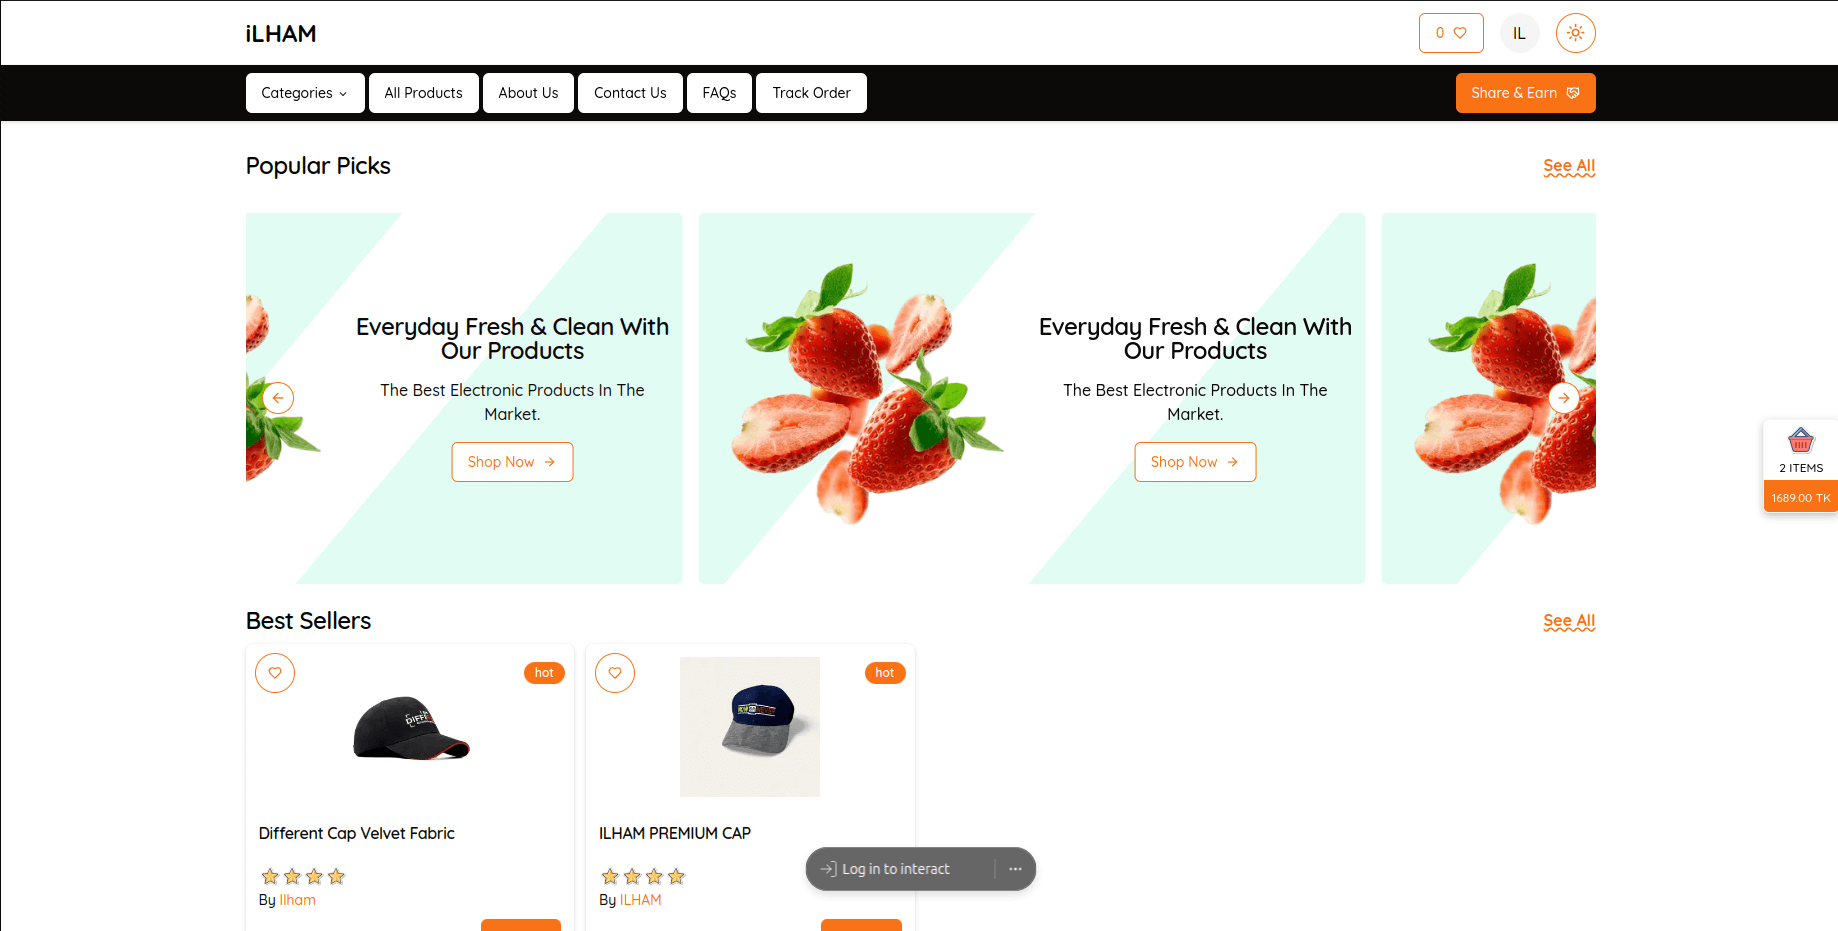 iLHAM
0
IL
Categories
All Products
About Us
Contact Us
FAQs
Track Order
Share & Earn
Popular Picks
See All
Everyday Fresh & Clean With
Our Products
The Best Electronic Products In The
Market.
Shop Now
Everyday Fresh & Clean With
Our Products
The Best Electronic Products In The
Market.
Shop Now
2 ITEMS
1689.00 TK
Best Sellers
See All
hot
hot
Different Cap Velvet Fabric
ILHAM PREMIUM CAP
By Ilham
By ILHAM
Log in to interact